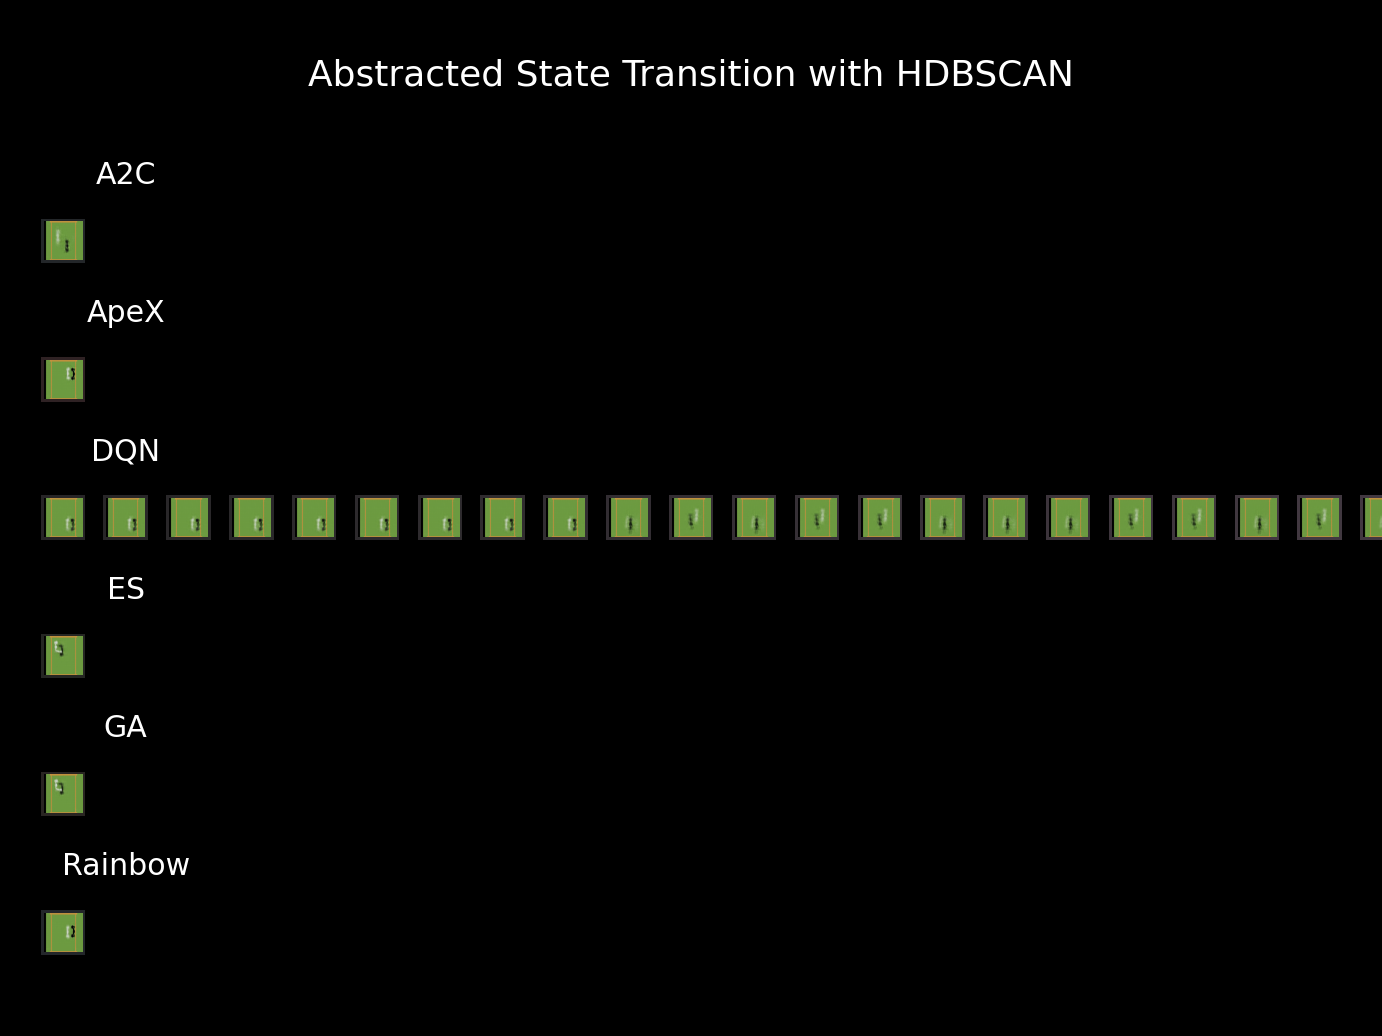 Abstracted State Transition with HDBSCAN
A2C
ApeX
DQN
ES
GA
Rainbow